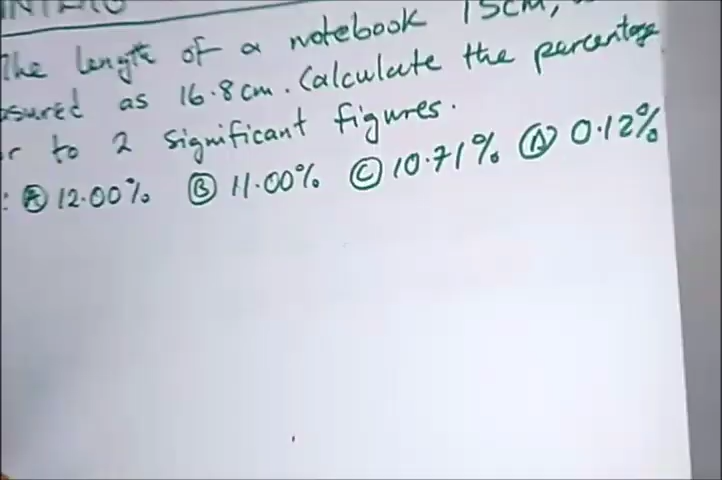 The length of a notebook 15cm,
asured as 16.8cm. Calculate the percentage
r to 2 significant figures.
: Ⓐ 12.00% Ⓑ 11.00% Ⓒ 10.71% Ⓓ 0.12%